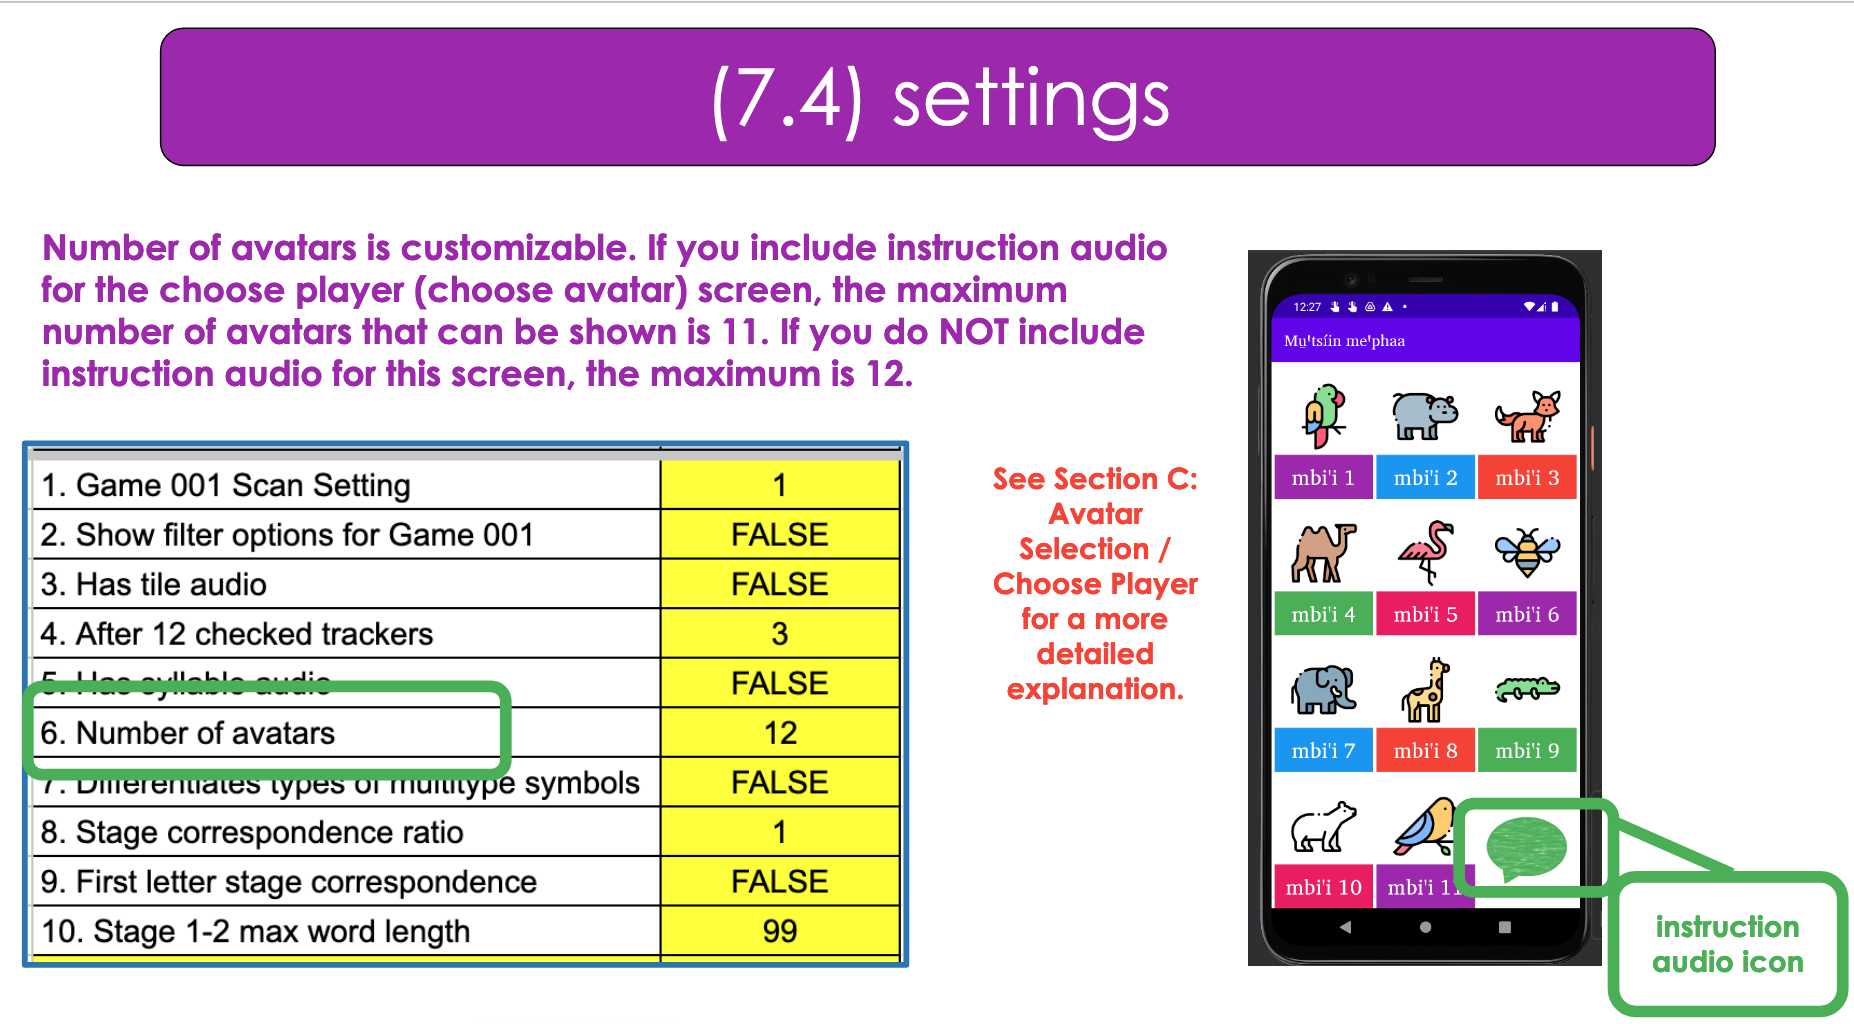 (7.4) settings
Number of avatars is customizable. If you include instruction audio
for the choose player (choose avatar) screen, the maximum
number of avatars that can be shown is 11. If you do NOT include
instruction audio for this screen, the maximum is 12.
1. Game 001 Scan Setting 1
2. Show filter options for Game 001 FALSE
3. Has tile audio FALSE
4. After 12 checked trackers 3
5. Has syllable audio FALSE
6. Number of avatars 12
7. Differentiates types of multitype symbols FALSE
8. Stage correspondence ratio 1
9. First letter stage correspondence FALSE
10. Stage 1-2 max word length 99
See Section C:
Avatar
Selection /
Choose Player
for a more
detailed
explanation.
12:27
Mu̱ꞌtsíin meꞌphaa
mbi'i 1 mbi'i 2 mbi'i 3
mbi'i 4 mbi'i 5 mbi'i 6
mbi'i 7 mbi'i 8 mbi'i 9
mbi'i 10 mbi'i 11
instruction
audio icon